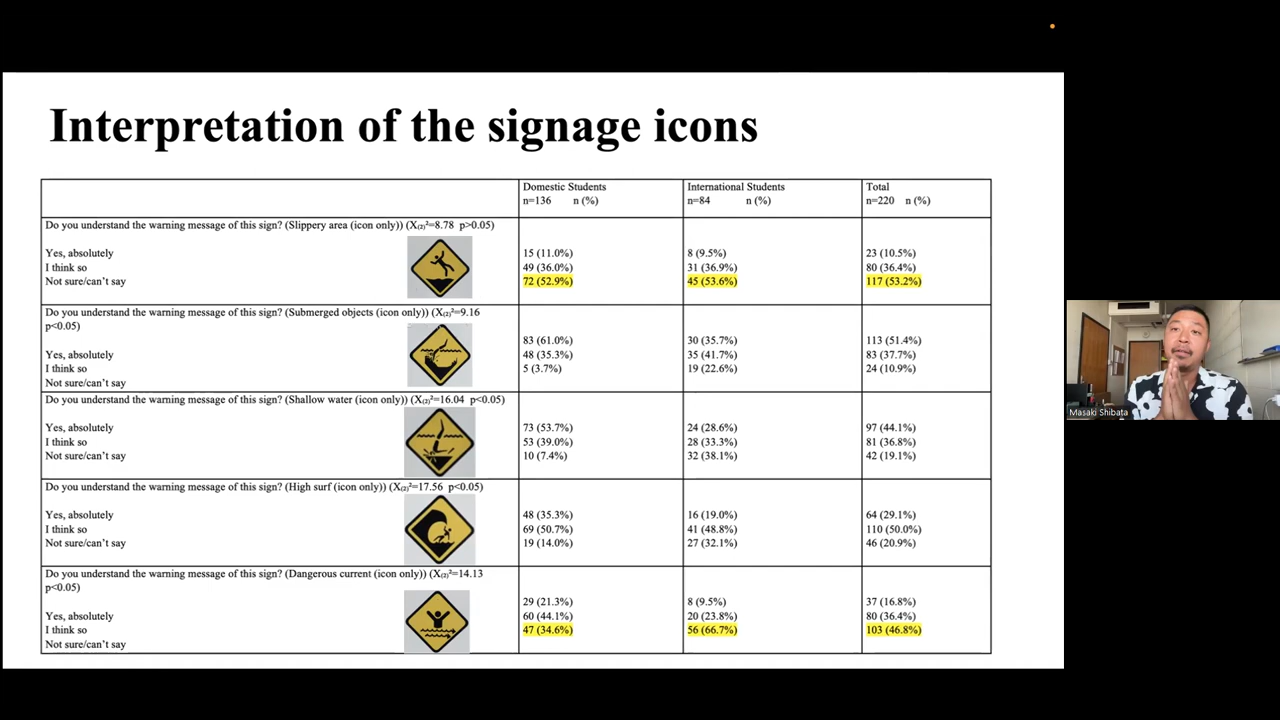 Interpretation of the signage icons
Domestic Students International Students Total
n=136 n (%) n=84 n (%) n=220 n (%)
Do you understand the warning message of this sign? (Slippery area (icon only)) (X₍₂₎²=8.78 p>0.05)
Yes, absolutely 15 (11.0%) 8 (9.5%) 23 (10.5%)
I think so 49 (36.0%) 31 (36.9%) 80 (36.4%)
Not sure/can't say 72 (52.9%) 45 (53.6%) 117 (53.2%)
Do you understand the warning message of this sign? (Submerged objects (icon only)) (X₍₂₎²=9.16
p<0.05)
83 (61.0%) 30 (35.7%) 113 (51.4%)
Yes, absolutely 48 (35.3%) 35 (41.7%) 83 (37.7%)
I think so 5 (3.7%) 19 (22.6%) 24 (10.9%)
Not sure/can't say
Do you understand the warning message of this sign? (Shallow water (icon only)) (X₍₂₎²=16.04 p<0.05)
Yes, absolutely 73 (53.7%) 24 (28.6%) 97 (44.1%)
I think so 53 (39.0%) 28 (33.3%) 81 (36.8%)
Not sure/can't say 10 (7.4%) 32 (38.1%) 42 (19.1%)
Do you understand the warning message of this sign? (High surf (icon only)) (X₍₂₎²=17.56 p<0.05)
Yes, absolutely 48 (35.3%) 16 (19.0%) 64 (29.1%)
I think so 69 (50.7%) 41 (48.8%) 110 (50.0%)
Not sure/can't say 19 (14.0%) 27 (32.1%) 46 (20.9%)
Do you understand the warning message of this sign? (Dangerous current (icon only)) (X₍₂₎²=14.13
p<0.05)
29 (21.3%) 8 (9.5%) 37 (16.8%)
Yes, absolutely 60 (44.1%) 20 (23.8%) 80 (36.4%)
I think so 47 (34.6%) 56 (66.7%) 103 (46.8%)
Not sure/can't say
Masaki Shibata